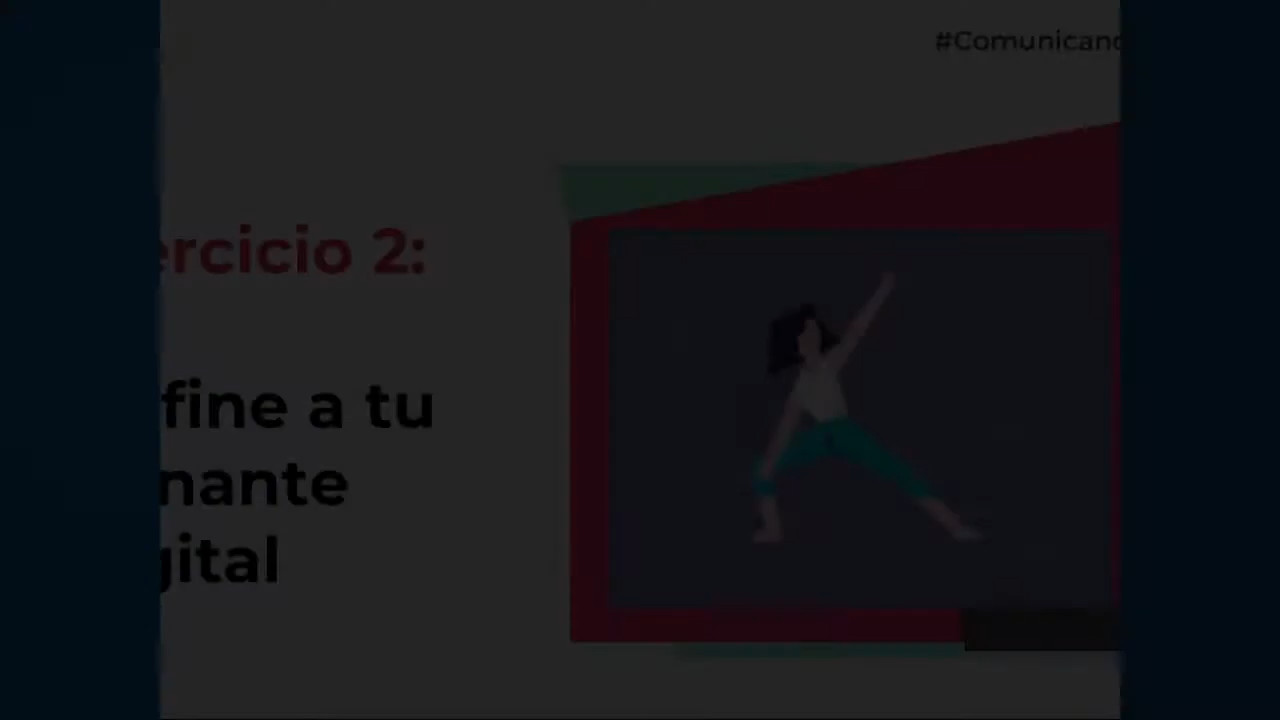 #Comunicand
ercicio 2:
fine a tu
nante
gital